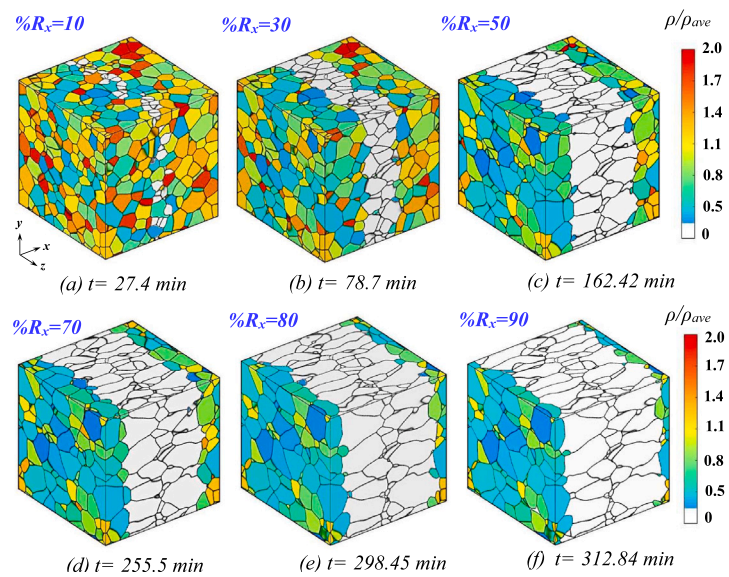 %Rx=10
%Rx=30
%Rx=50
ρ/ρave
2.0
1.7
1.4
1.1
0.8
0.5
0
y
x
z
(a) t= 27.4 min
(b) t= 78.7 min
(c) t= 162.42 min
%Rx=70
%Rx=80
%Rx=90
ρ/ρave
2.0
1.7
1.4
1.1
0.8
0.5
0
(d) t= 255.5 min
(e) t= 298.45 min
(f) t= 312.84 min